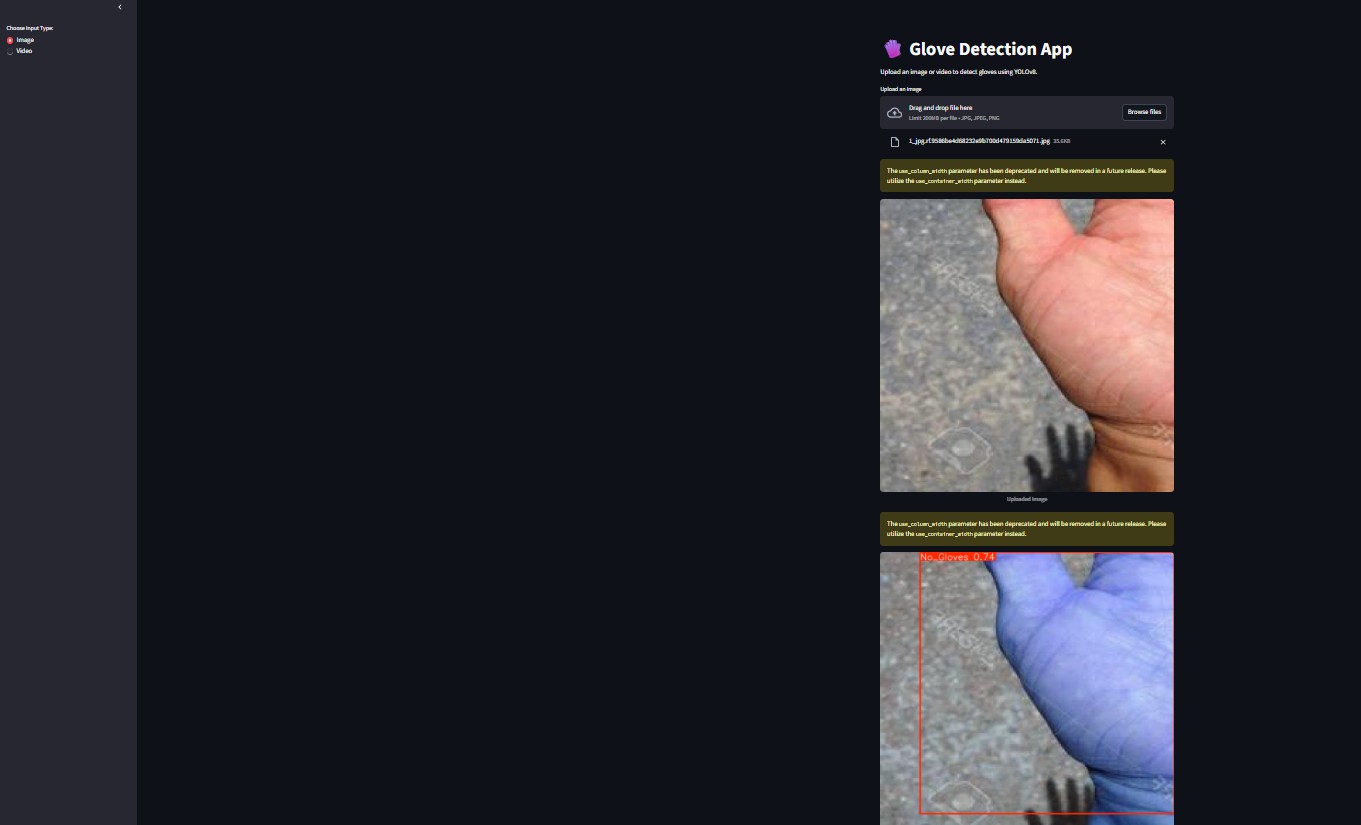 Choose Input Type:
Image
Video
Glove Detection App
Upload an image or video to detect gloves using YOLOv8.
Upload an image
Drag and drop file here
Limit 200MB per file • JPG, JPEG, PNG
Browse files
35.6KB
The use_column_width parameter has been deprecated and will be removed in a future release. Please
utilize the use_container_width parameter instead.
Uploaded Image
The use_column_width parameter has been deprecated and will be removed in a future release. Please
utilize the use_container_width parameter instead.
No_Gloves 0.74